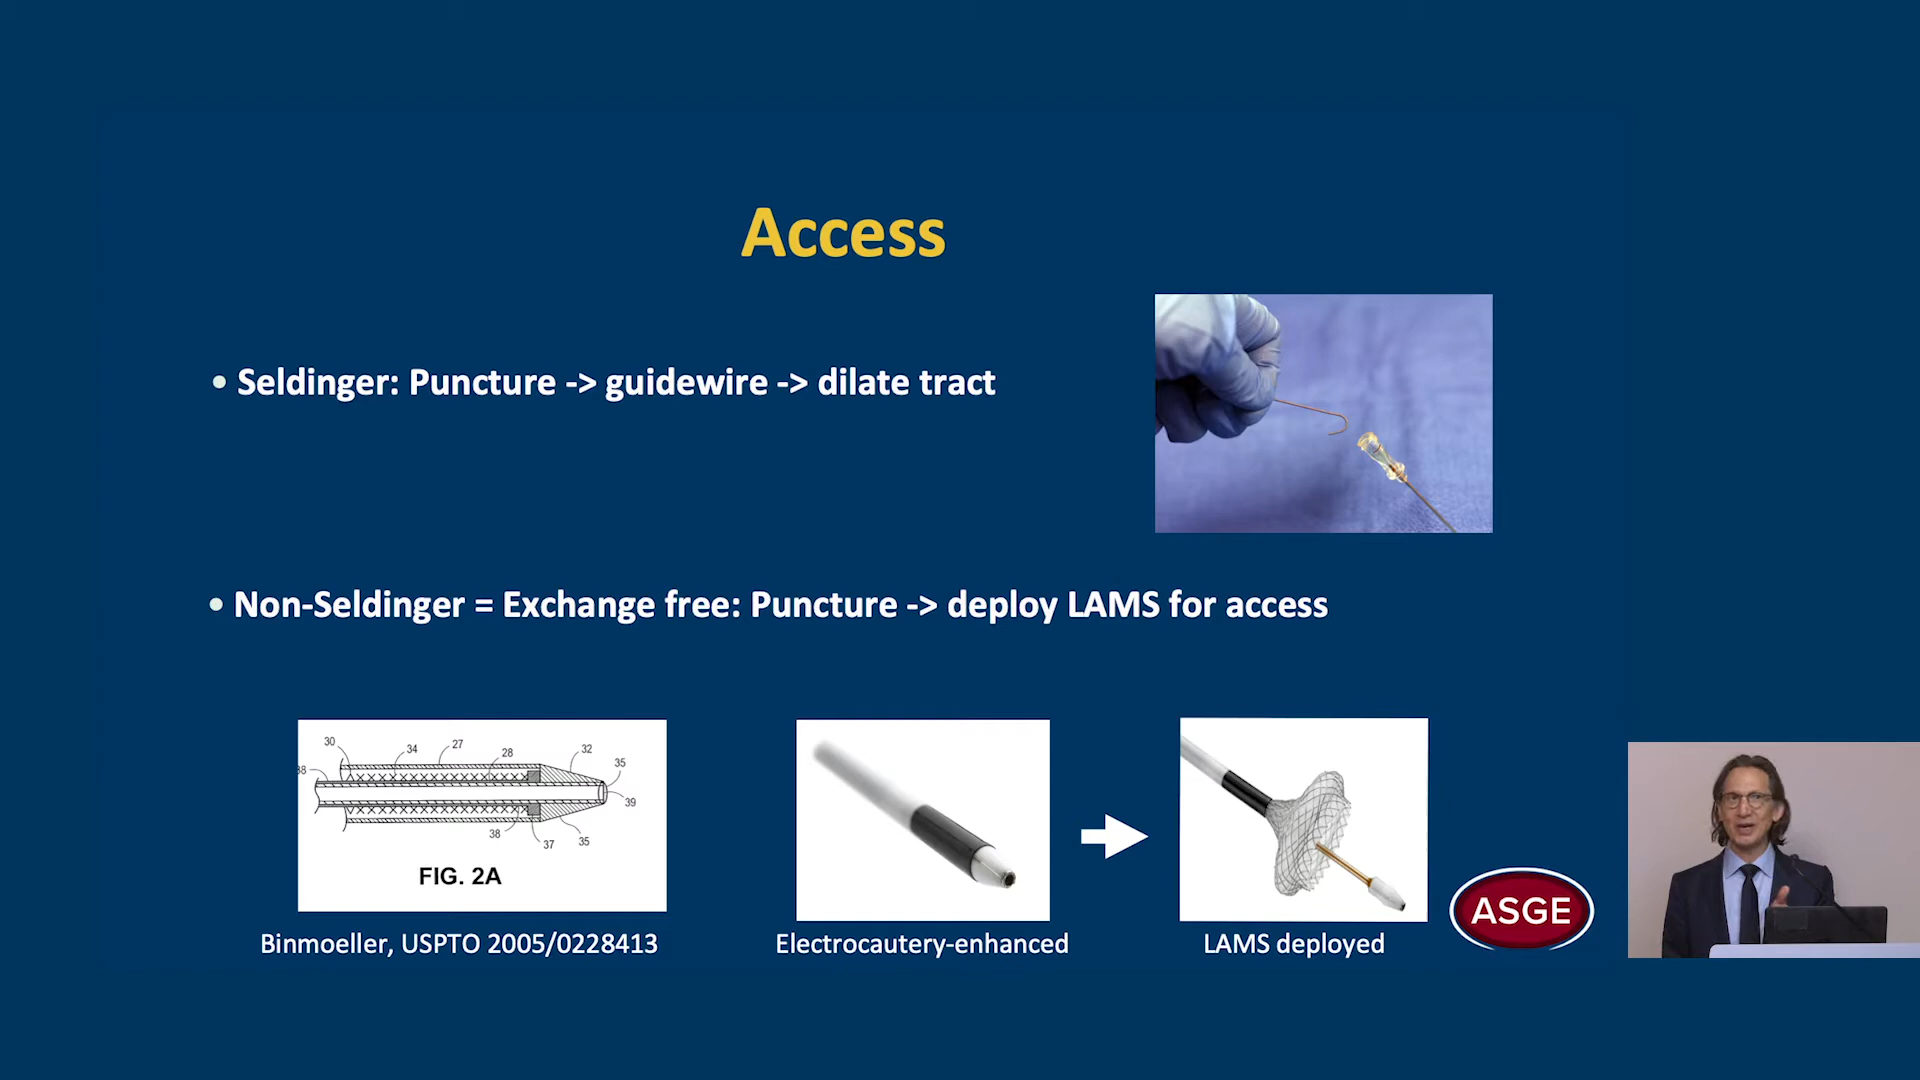 Access
• Seldinger: Puncture -> guidewire -> dilate tract
• Non-Seldinger = Exchange free: Puncture -> deploy LAMS for access
30
34
27
28
32
35
38
39
38
37
35
FIG. 2A
Binmoeller, USPTO 2005/0228413
Electrocautery-enhanced
LAMS deployed
ASGE